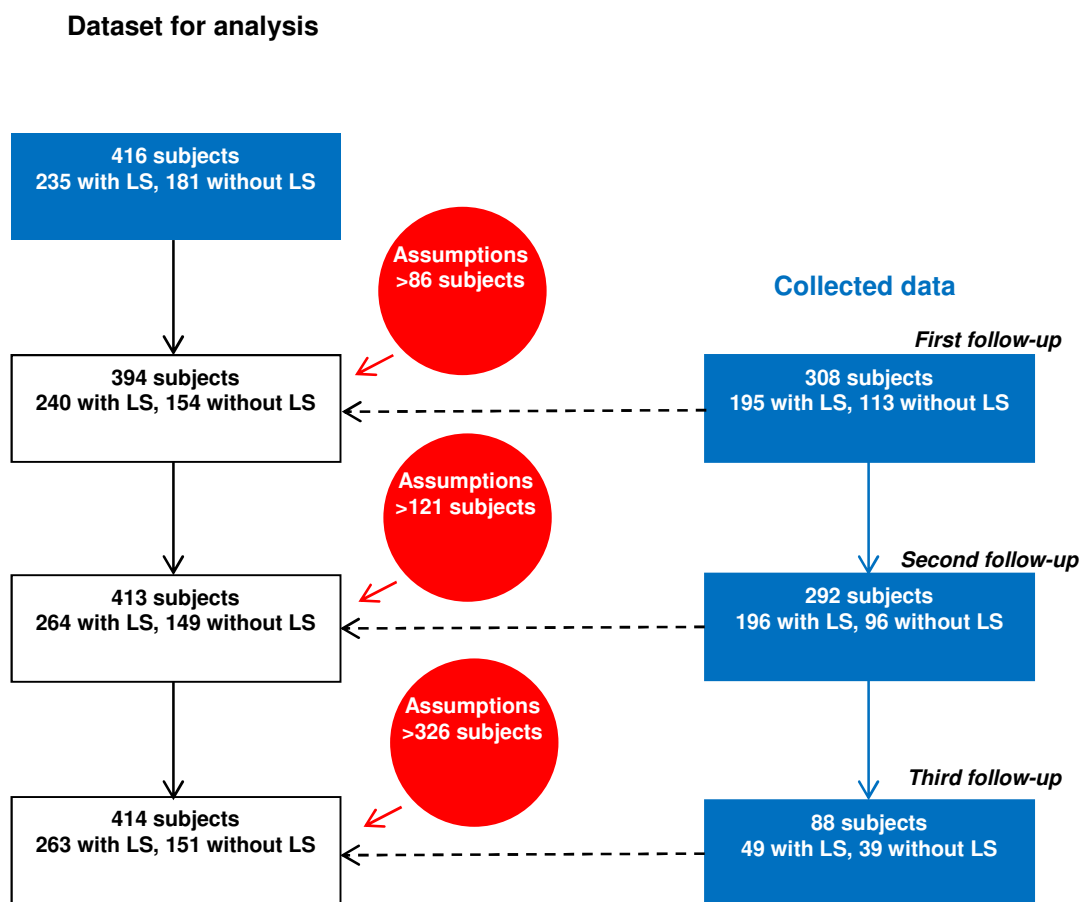 Dataset for analysis
416 subjects
235 with LS, 181 without LS
Assumptions
>86 subjects
Collected data
First follow-up
394 subjects
240 with LS, 154 without LS
308 subjects
195 with LS, 113 without LS
Assumptions
>121 subjects
Second follow-up
413 subjects
264 with LS, 149 without LS
292 subjects
196 with LS, 96 without LS
Assumptions
>326 subjects
Third follow-up
414 subjects
263 with LS, 151 without LS
88 subjects
49 with LS, 39 without LS